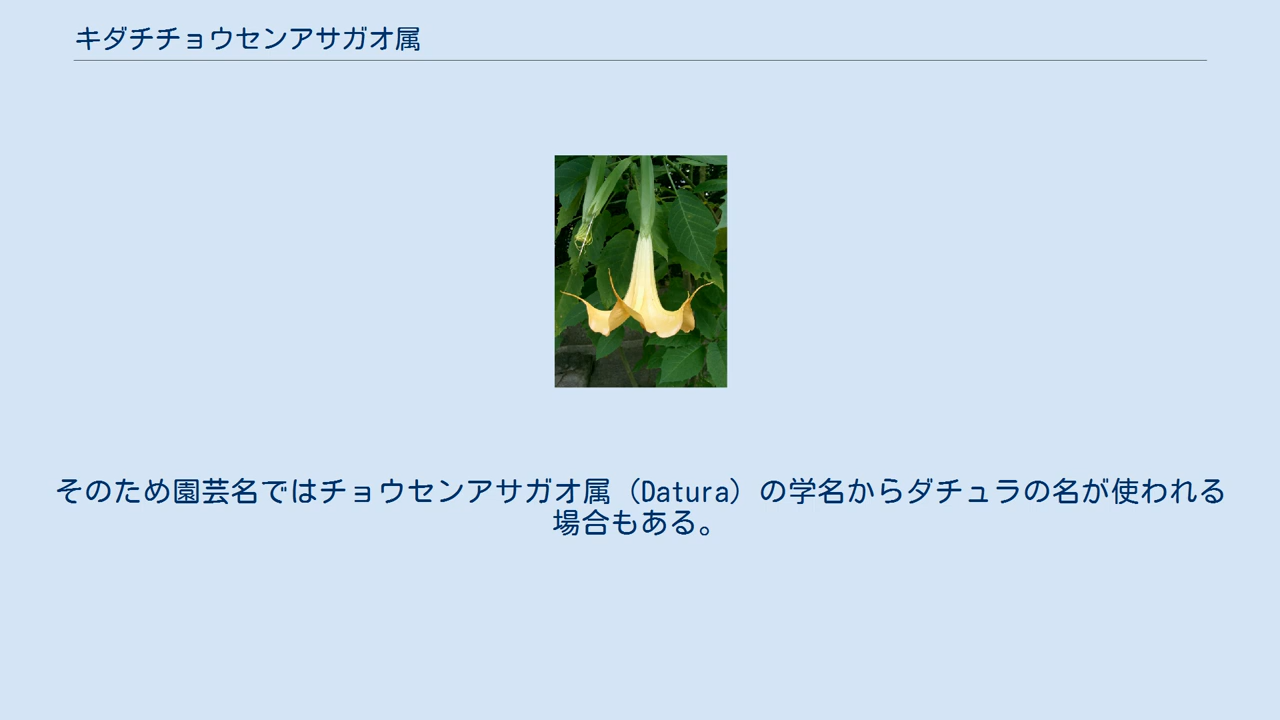 キダチチョウセンアサガオ属
そのため園芸名ではチョウセンアサガオ属（Datura）の学名からダチュラの名が使われる
場合もある。